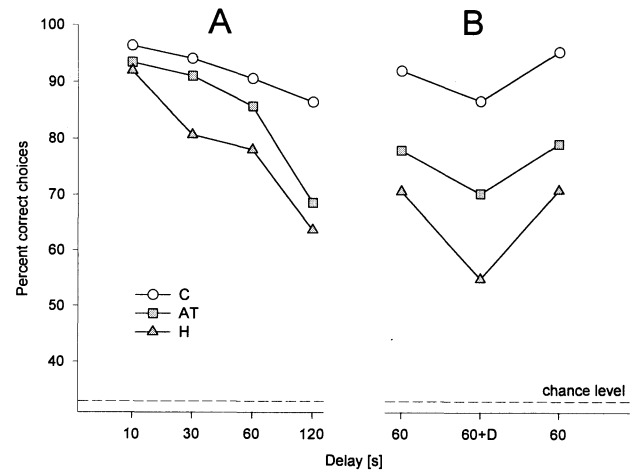 A B
100
90
80
70
60
50
40
Percent correct choices
C
AT
H
chance level
10 30 60 120 60 60+D 60
Delay [s]